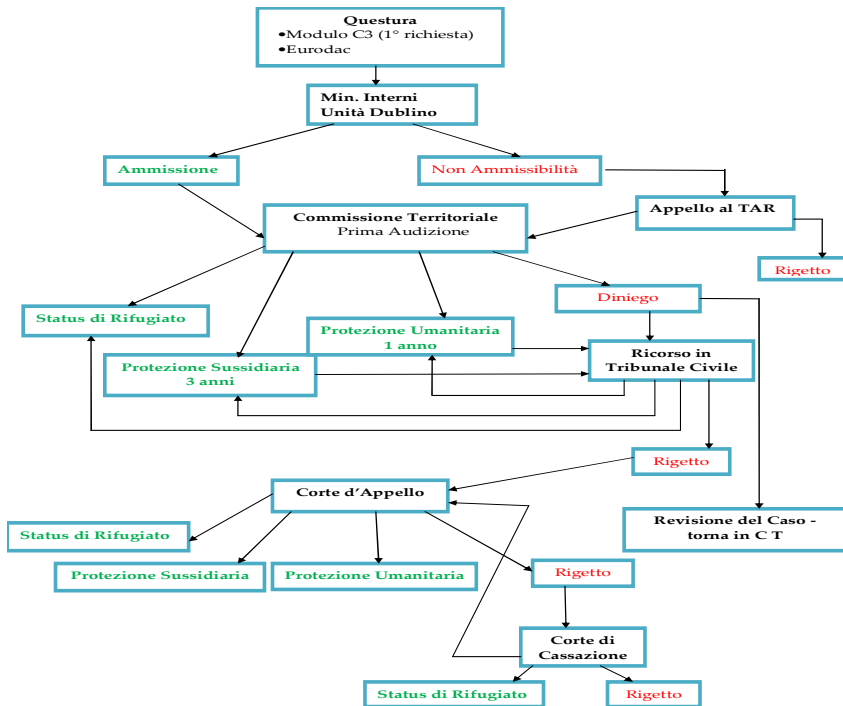 Questura
•Modulo C3 (1° richiesta)
•Eurodac
Min. Interni
Unità Dublino
Ammissione
Non Ammissibilità
Commissione Territoriale
Prima Audizione
Appello al TAR
Rigetto
Diniego
Status di Rifugiato
Protezione Umanitaria
1 anno
Protezione Sussidiaria
3 anni
Ricorso in
Tribunale Civile
Rigetto
Corte d’Appello
Revisione del Caso -
torna in C T
Status di Rifugiato
Protezione Sussidiaria
Protezione Umanitaria
Rigetto
Corte di
Cassazione
Status di Rifugiato
Rigetto